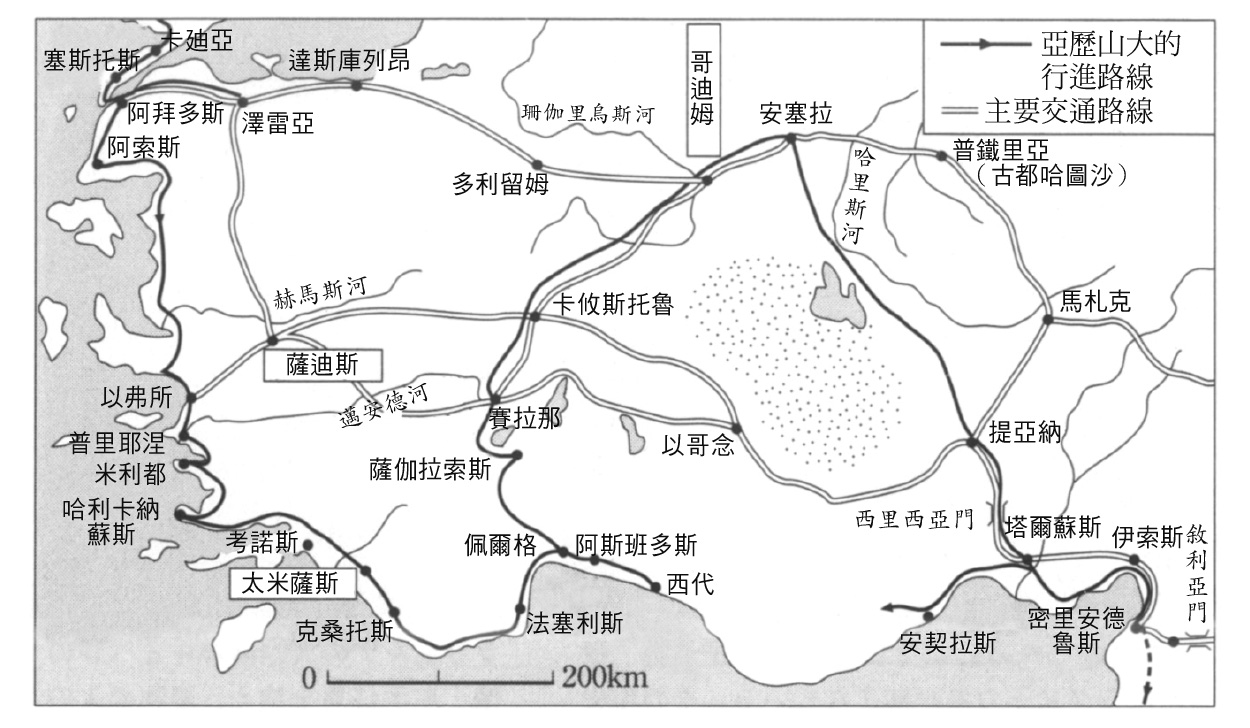 亞歷山大的
行進路線
主要交通路線
卡廸亞
塞斯托斯
達斯庫列昂
哥迪姆
阿拜多斯
澤雷亞
珊伽里烏斯河
安塞拉
普鐵里亞
(古都哈圖沙)
阿索斯
多利留姆
哈里斯河
赫馬斯河
卡攸斯托魯
馬札克
薩迪斯
以弗所
邁安德河
賽拉那
以哥念
提亞納
普里耶涅
米利都
薩伽拉索斯
哈利卡納
蘇斯
西里西亞門
塔爾蘇斯
伊索斯
敘利亞門
考諾斯
佩爾格
阿斯班多斯
西代
太米薩斯
克桑托斯
法塞利斯
安契拉斯
密里安德
魯斯
0
200km